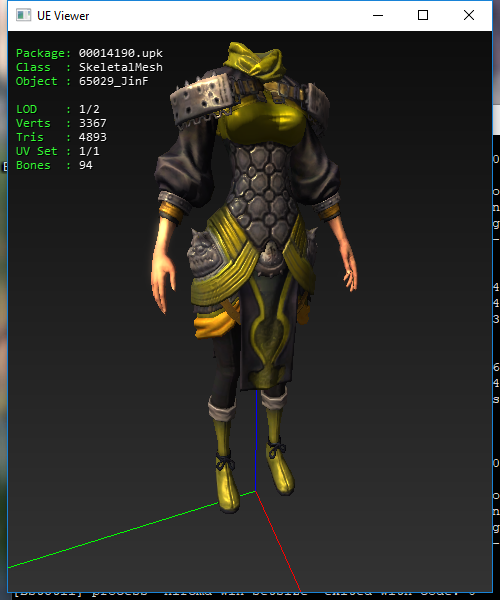 UE Viewer
Package: 00014190.upk
Class : SkeletalMesh
Object : 65029_JinF
LOD : 1/2
Verts : 3367
Tris : 4893
UV Set : 1/1
Bones : 94